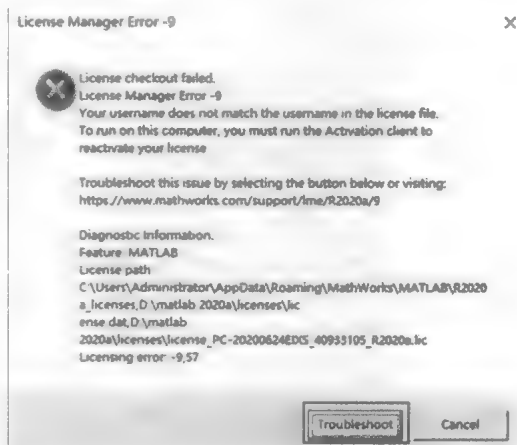 License Manager Error -9
License checkout failed.
License Manager Error -9
Your username does not match the username in the license file.
To run on this computer, you must run the Activation client to
reactivate your license
Troubleshoot this issue by selecting the button below or visiting:
https://www.mathworks.com/support/lme/R2020a/9
Diagnostic Information.
Feature MATLAB
License path
C:\Users\Administrator\AppData\Roaming\MathWorks\MATLAB\R2020
a_licenses,D:\matlab 2020a\licenses\lic
ense.dat,D:\matlab
2020a\licenses\license_PC-20200624EDIS_40933105_R2020a.lic
Licensing error -9,57
Troubleshoot
Cancel